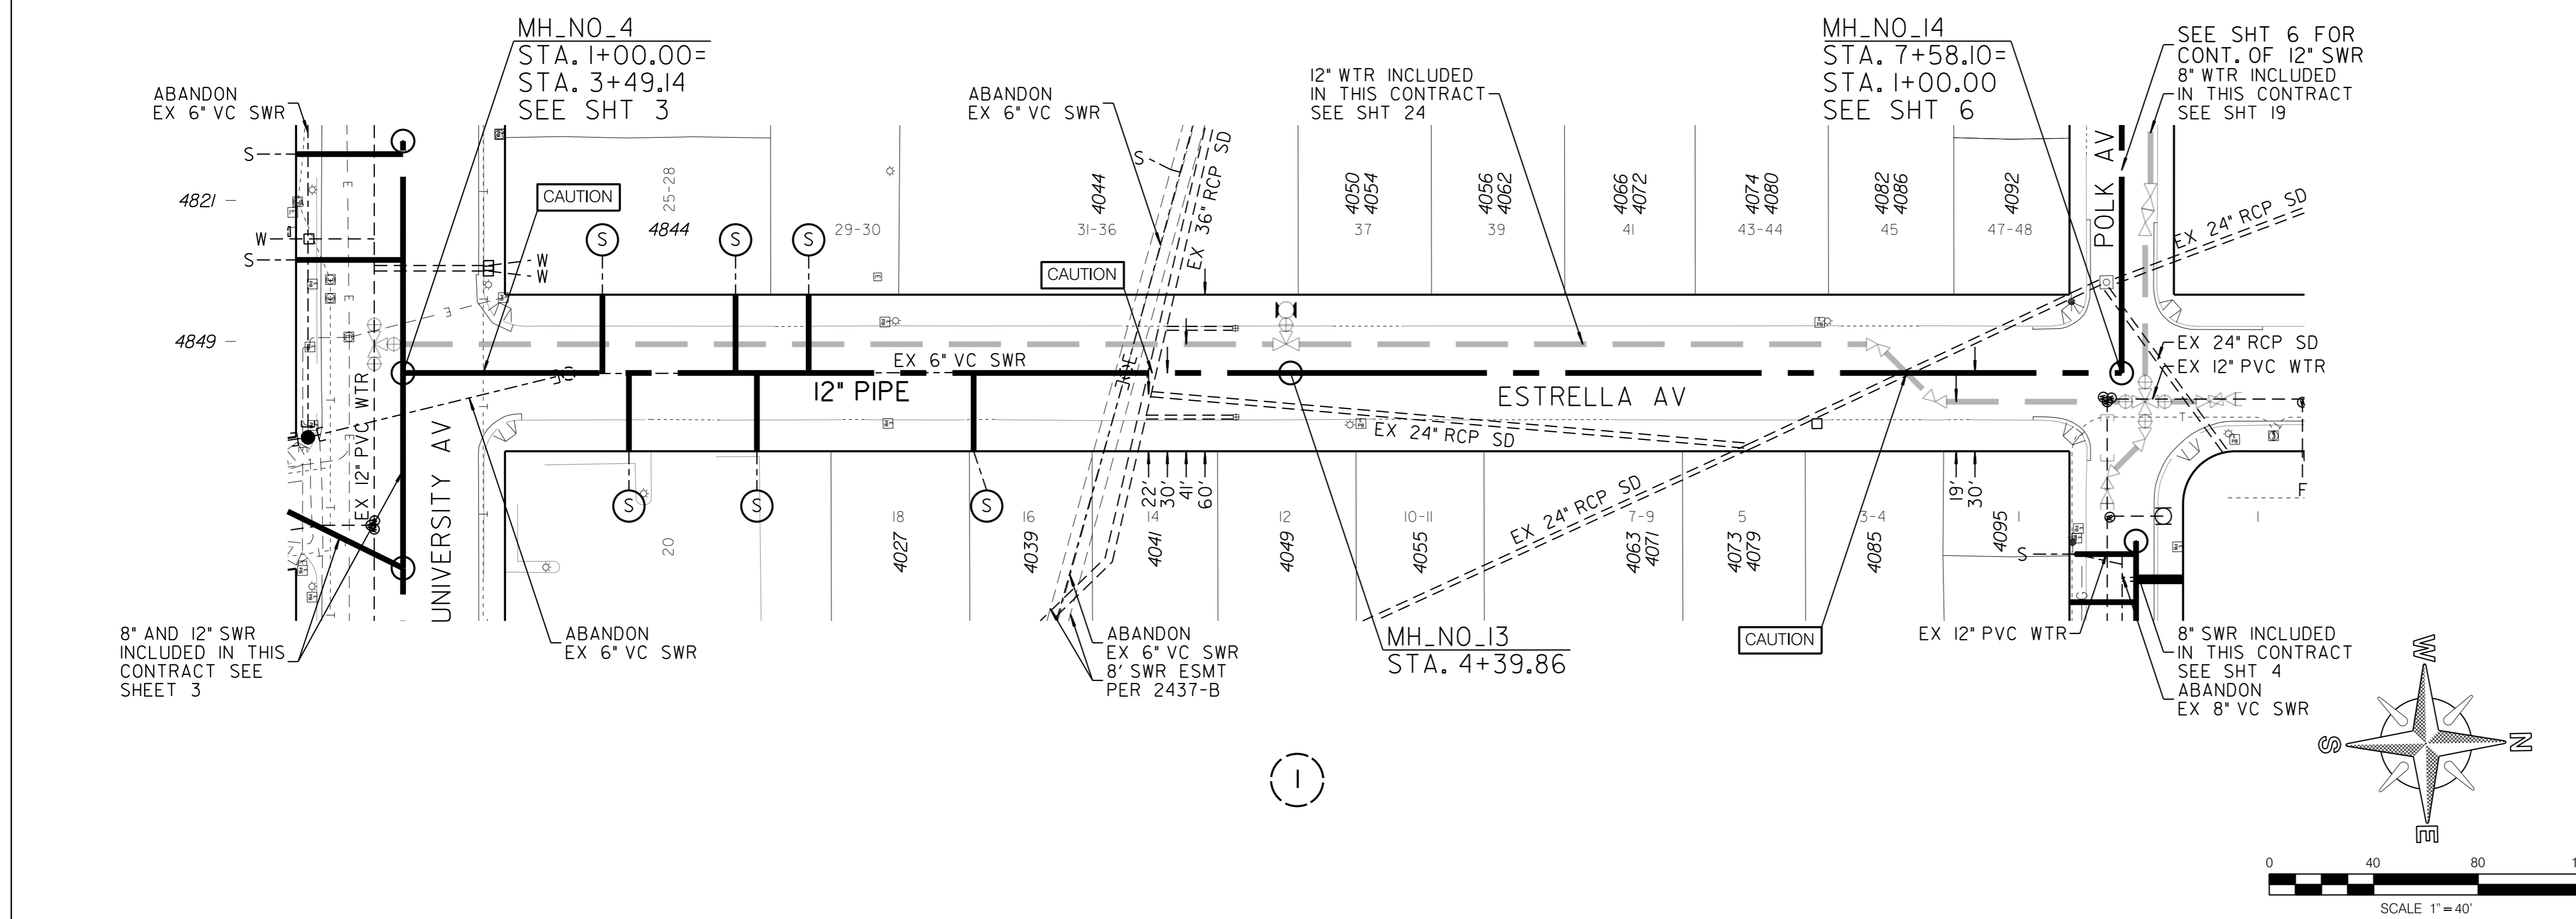 MH_NO_4
STA. 1+00.00=
STA. 3+49.14
SEE SHT 3
MH_NO_14
STA. 7+58.10=
STA. 1+00.00
SEE SHT 6
SEE SHT 6 FOR
CONT. OF 12" SWR
8" WTR INCLUDED
IN THIS CONTRACT
SEE SHT 19
12" WTR INCLUDED
IN THIS CONTRACT
SEE SHT 24
ABANDON
EX 6" VC SWR
ABANDON
EX 6" VC SWR
S
4821
W
S
4849
CAUTION
W
W
S
S
S
25-28
4844
29-30
31-36
4044
S
EX 36" RCP SD
CAUTION
4050
4054
37
4056
4062
39
4066
4072
41
4074
4080
43-44
4082
4086
45
4092
47-48
POLK AV
EX 24" RCP SD
EX 24" RCP SD
EX 12" PVC WTR
EX 6" VC SWR
12" PIPE
ESTRELLA AV
EX 24" RCP SD
EX 12" PVC WTR
UNIVERSITY AV
S
S
S
20
18
4027
16
4039
14
4041
22'
30'
41'
60'
12
4049
10-11
4055
EX 24" RCP SD
7-9
4063
4071
5
4073
4079
3-4
4085
19'
30'
1
4095
S
F
1
G
8" AND 12" SWR
INCLUDED IN THIS
CONTRACT SEE
SHEET 3
ABANDON
EX 6" VC SWR
ABANDON
EX 6" VC SWR
8' SWR ESMT
PER 2437-B
MH_NO_13
STA. 4+39.86
CAUTION
EX 12" PVC WTR
8" SWR INCLUDED
IN THIS CONTRACT
SEE SHT 4
ABANDON
EX 8" VC SWR
1
W
S
N
E
0 40 80
SCALE 1"=40'